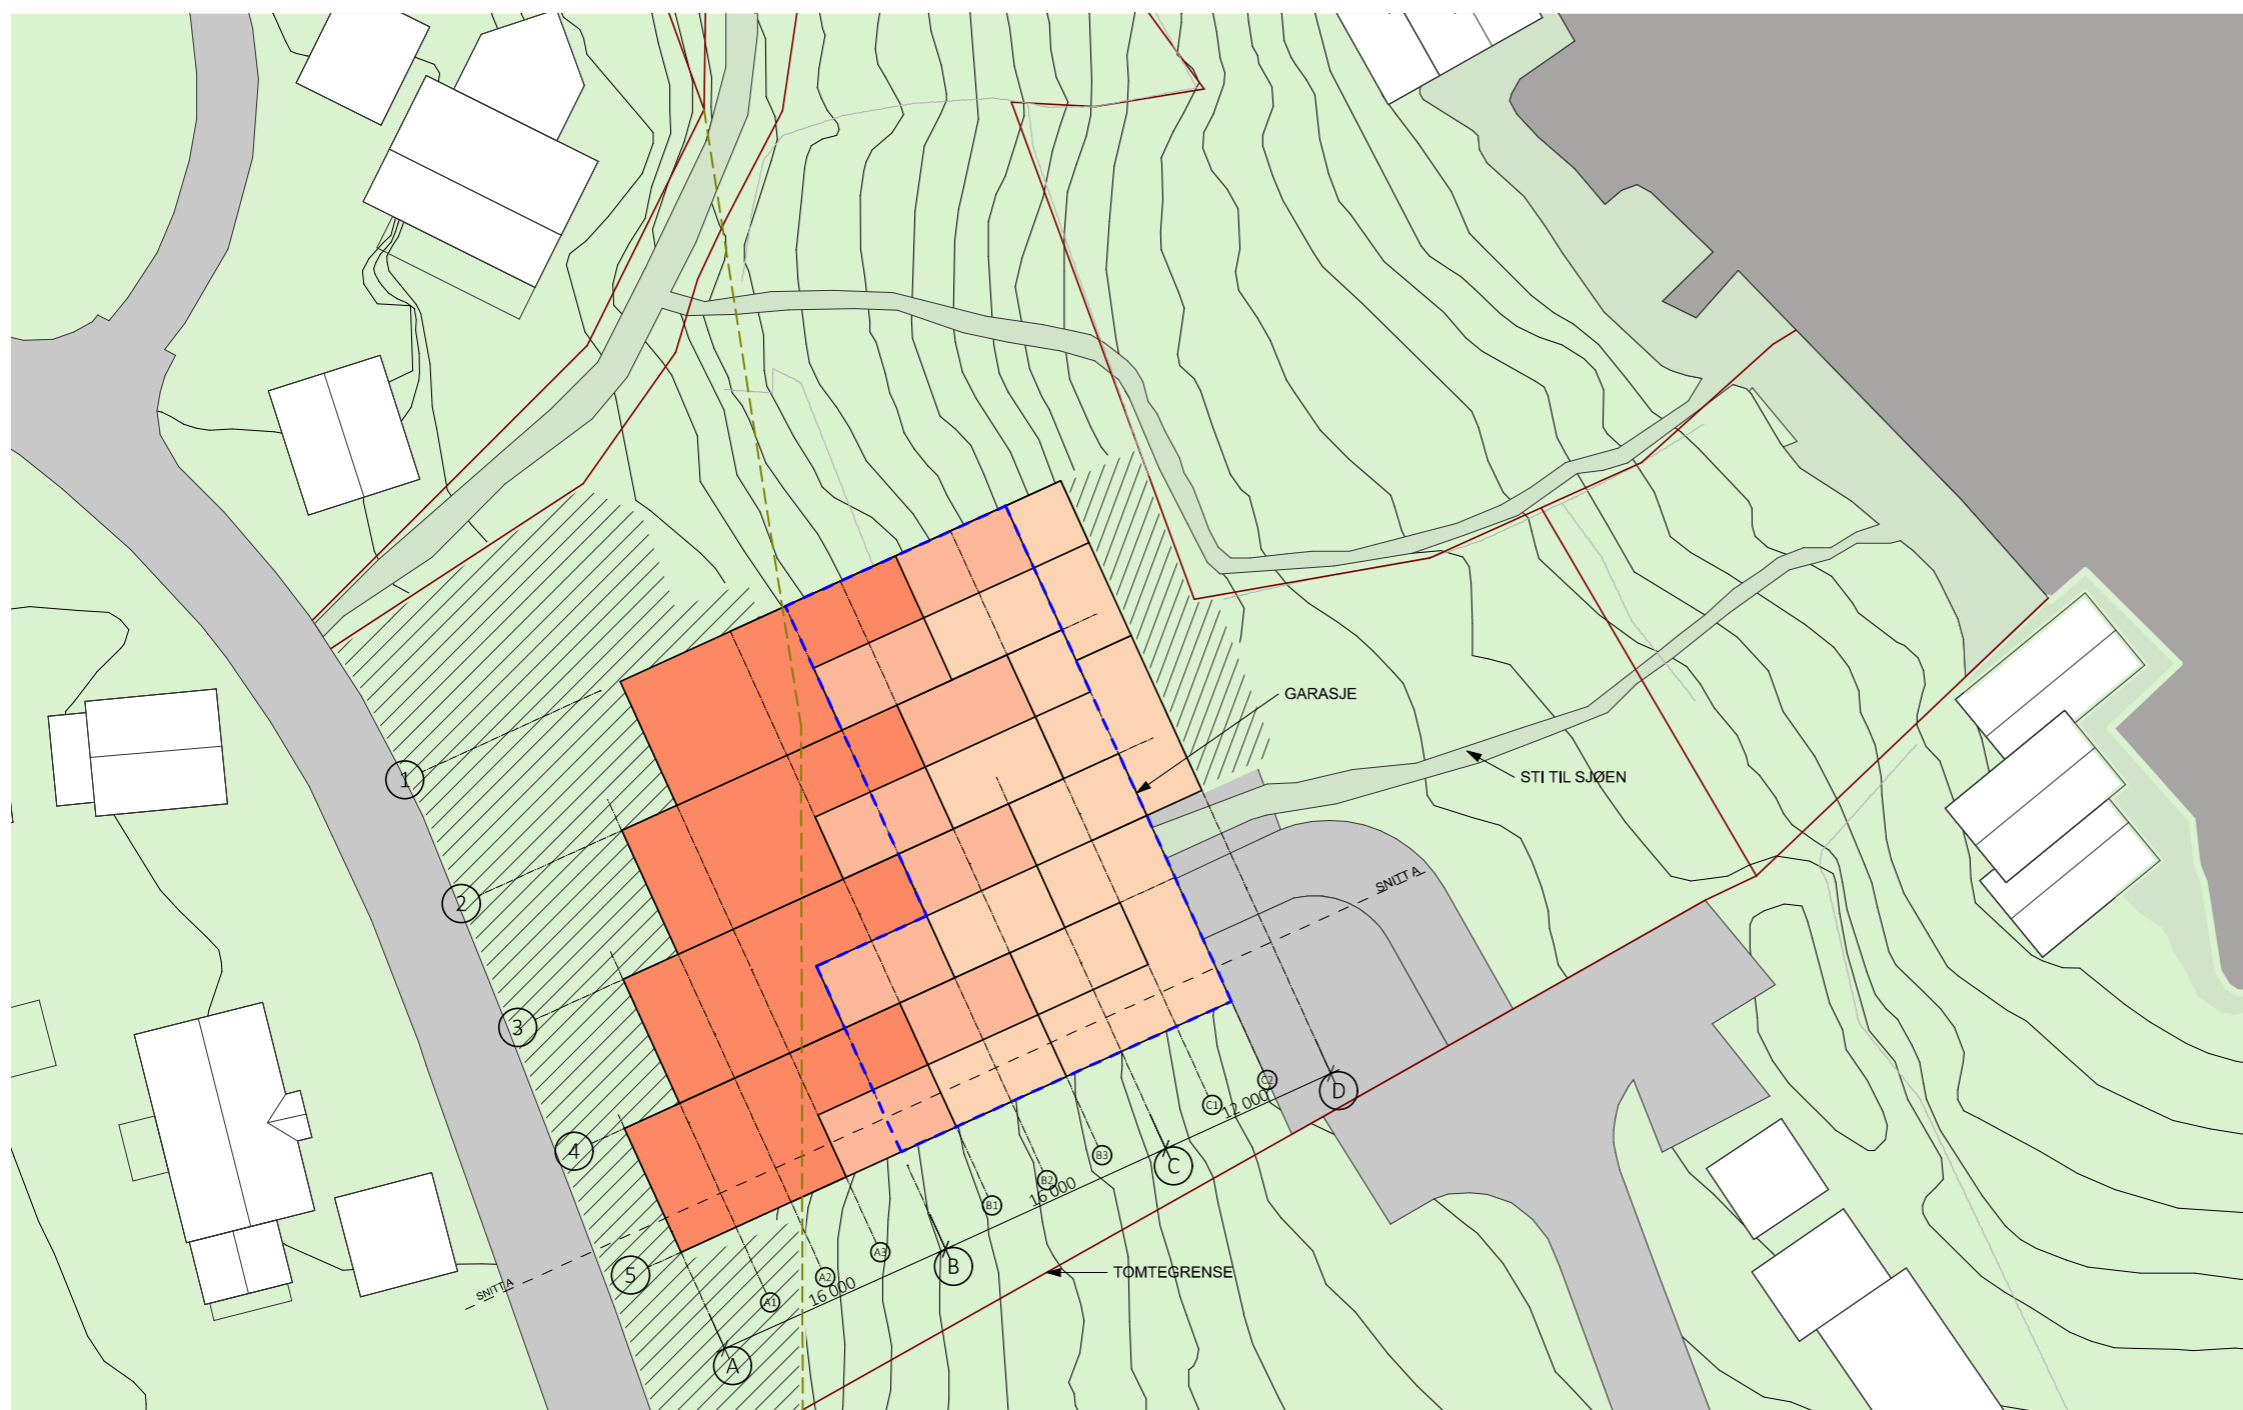 GARASJE
1
STI TIL SJØEN
SNITT A
2
3
C2
D
C1
12 000
4
B3
C
B2
16 000
B1
5
A3
B
A2
16 000
TOMTEGRENSE
SNITT A
A1
A